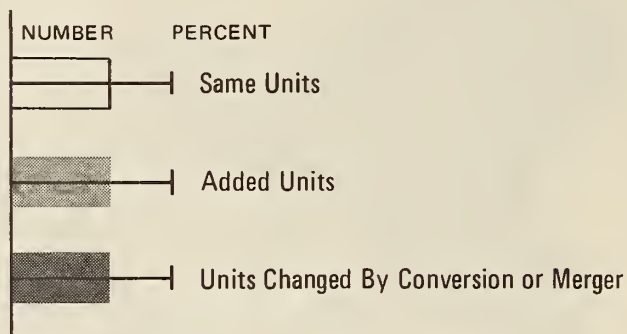 NUMBER PERCENT
Same Units
Added Units
Units Changed By Conversion or Merger